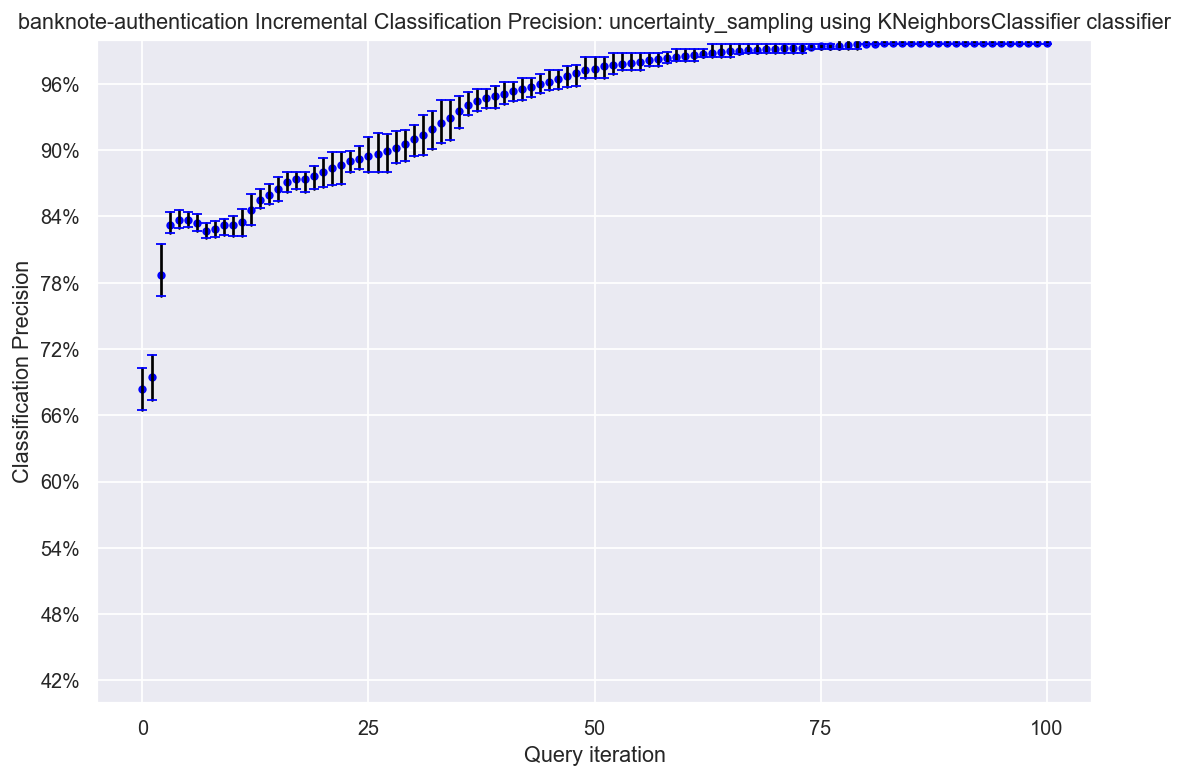 banknote-authentication Incremental Classification Precision: uncertainty_sampling using KNeighborsClassifier classifier
Classification Precision
96%
90%
84%
78%
72%
66%
60%
54%
48%
42%
0 25 50 75 100
Query iteration